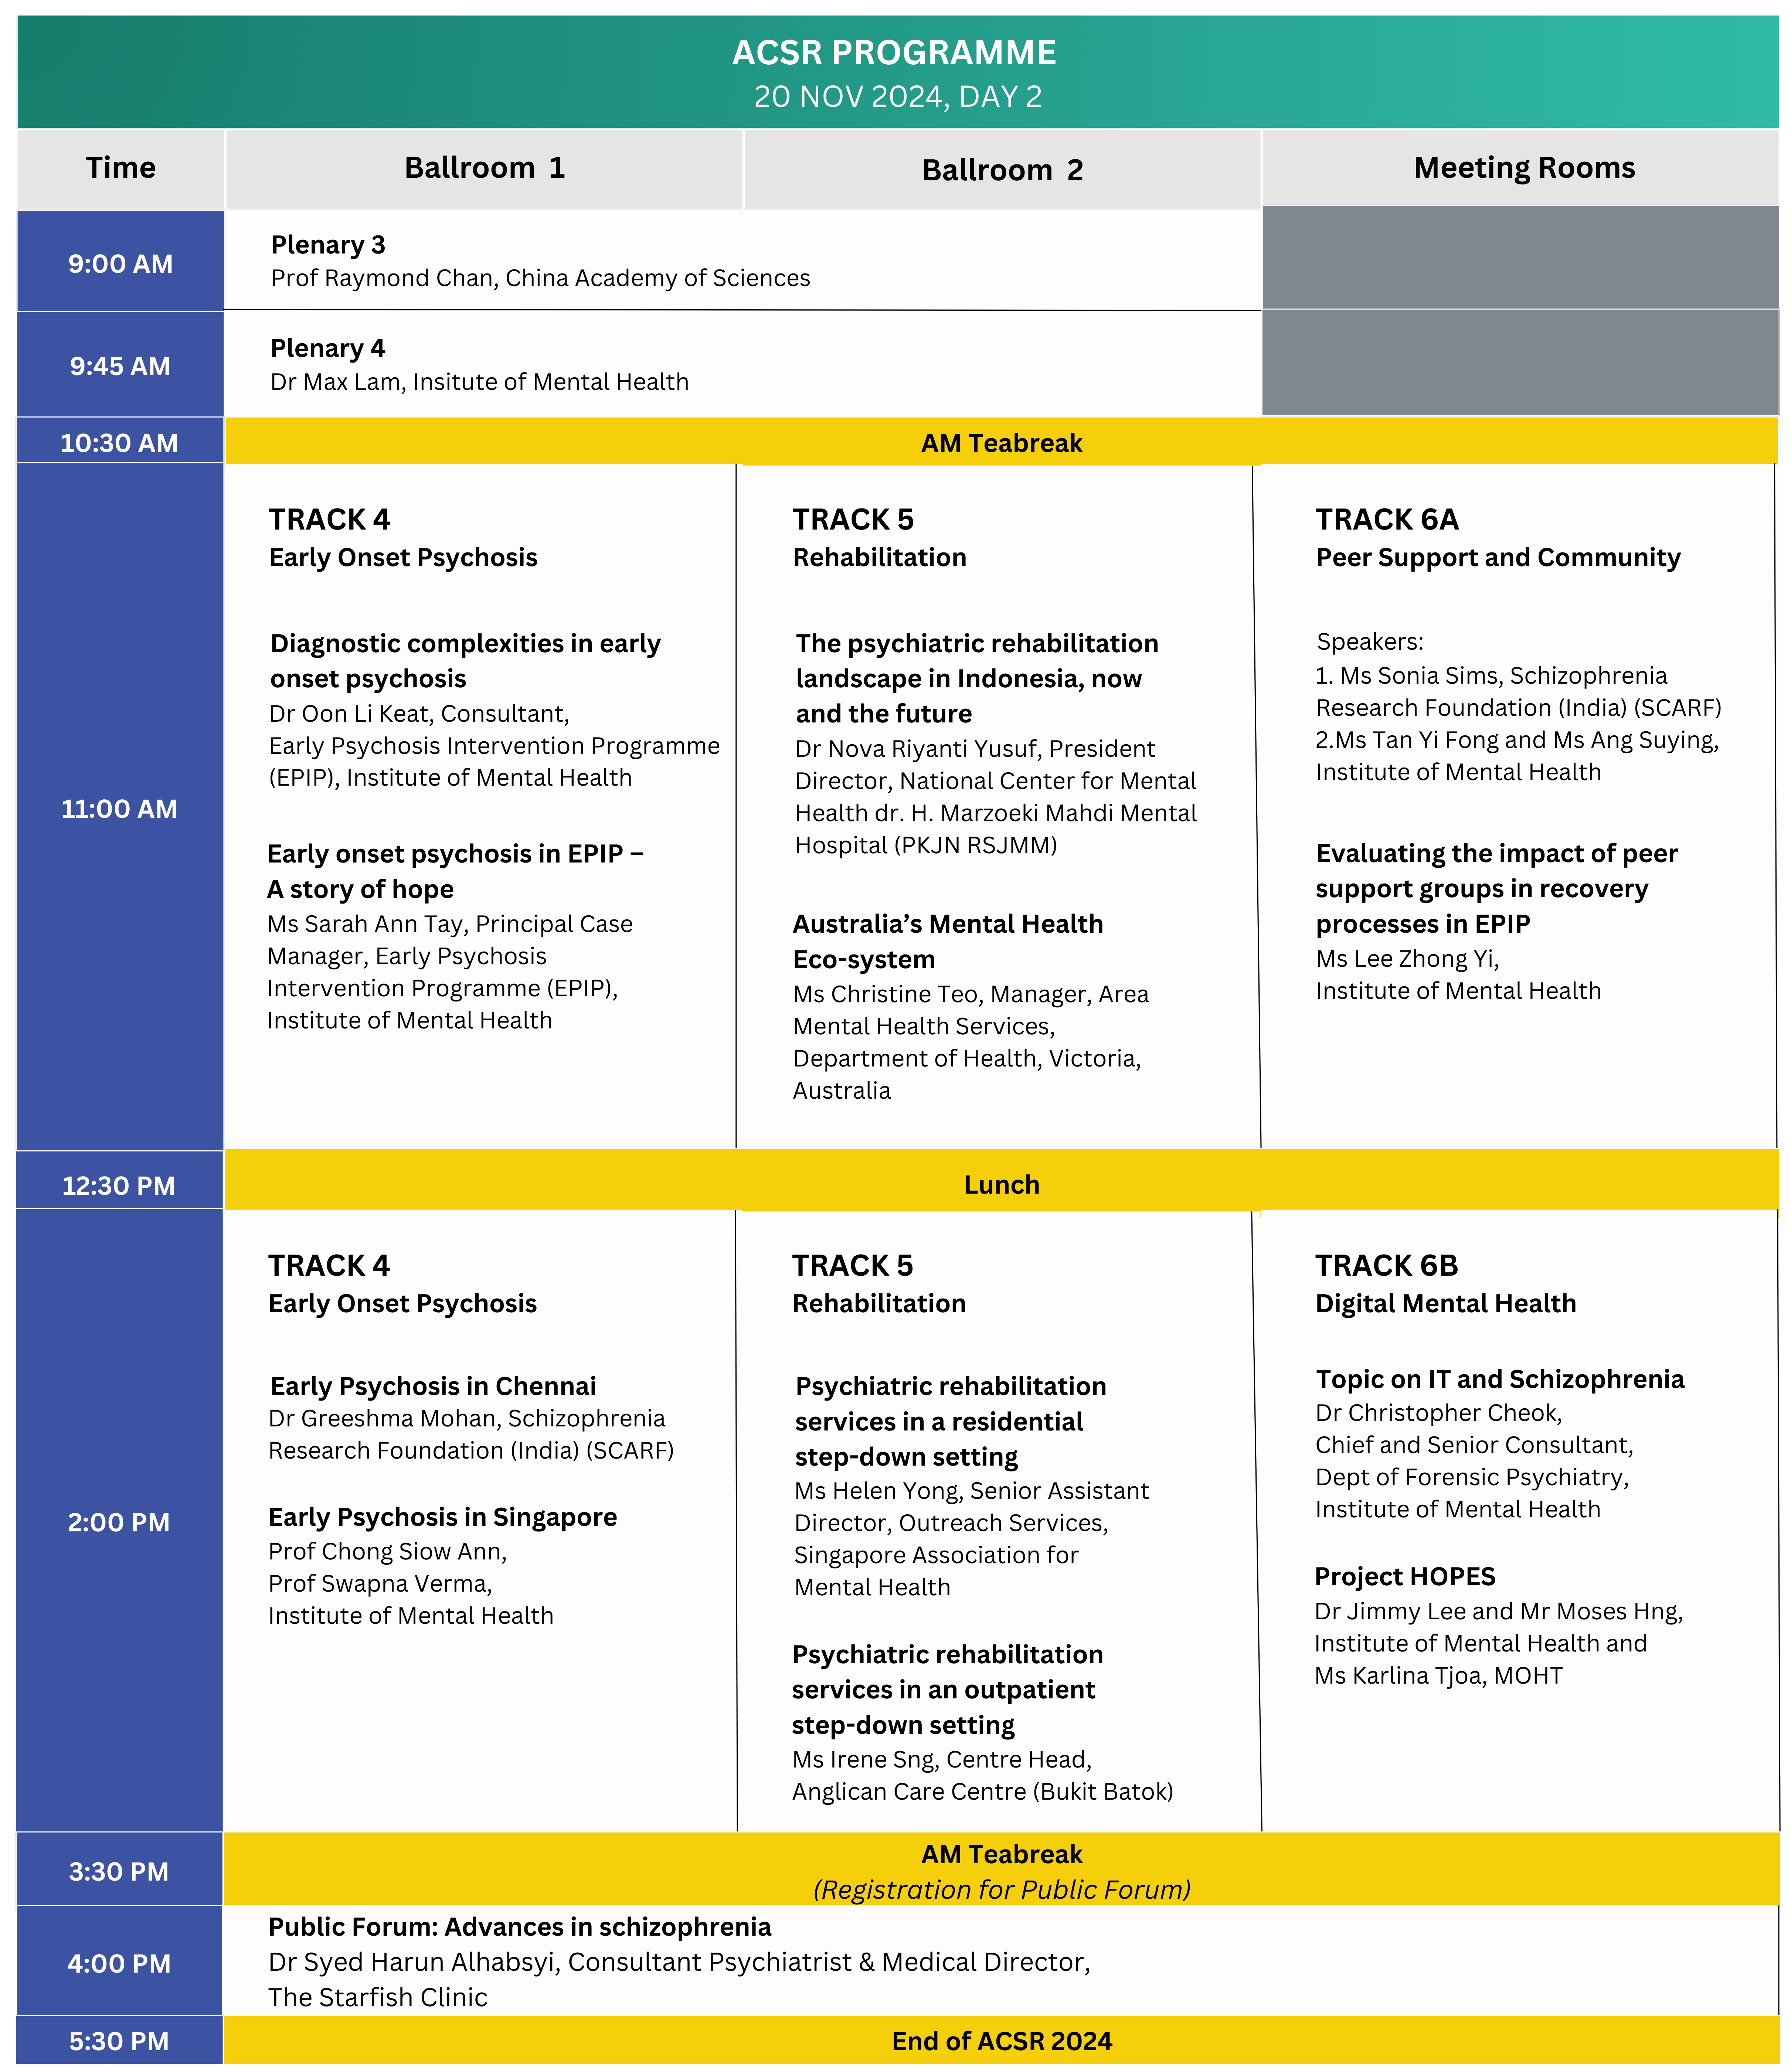 ACSR PROGRAMME
20 NOV 2024, DAY 2
Time
Ballroom 1
Ballroom 2
Meeting Rooms
9:00 AM
Plenary 3
Prof Raymond Chan, China Academy of Sciences
9:45 AM
Plenary 4
Dr Max Lam, Insitute of Mental Health
10:30 AM
AM Teabreak
11:00 AM
TRACK 4
Early Onset Psychosis
Diagnostic complexities in early
onset psychosis
Dr Oon Li Keat, Consultant,
Early Psychosis Intervention Programme
(EPIP), Institute of Mental Health
Early onset psychosis in EPIP –
A story of hope
Ms Sarah Ann Tay, Principal Case
Manager, Early Psychosis
Intervention Programme (EPIP),
Institute of Mental Health
TRACK 5
Rehabilitation
The psychiatric rehabilitation
landscape in Indonesia, now
and the future
Dr Nova Riyanti Yusuf, President
Director, National Center for Mental
Health dr. H. Marzoeki Mahdi Mental
Hospital (PKJN RSJMM)
Australia’s Mental Health
Eco-system
Ms Christine Teo, Manager, Area
Mental Health Services,
Department of Health, Victoria,
Australia
TRACK 6A
Peer Support and Community
Speakers:
1. Ms Sonia Sims, Schizophrenia
Research Foundation (India) (SCARF)
2.Ms Tan Yi Fong and Ms Ang Suying,
Institute of Mental Health
Evaluating the impact of peer
support groups in recovery
processes in EPIP
Ms Lee Zhong Yi,
Institute of Mental Health
12:30 PM
Lunch
2:00 PM
TRACK 4
Early Onset Psychosis
Early Psychosis in Chennai
Dr Greeshma Mohan, Schizophrenia
Research Foundation (India) (SCARF)
Early Psychosis in Singapore
Prof Chong Siow Ann,
Prof Swapna Verma,
Institute of Mental Health
TRACK 5
Rehabilitation
Psychiatric rehabilitation
services in a residential
step-down setting
Ms Helen Yong, Senior Assistant
Director, Outreach Services,
Singapore Association for
Mental Health
Psychiatric rehabilitation
services in an outpatient
step-down setting
Ms Irene Sng, Centre Head,
Anglican Care Centre (Bukit Batok)
TRACK 6B
Digital Mental Health
Topic on IT and Schizophrenia
Dr Christopher Cheok,
Chief and Senior Consultant,
Dept of Forensic Psychiatry,
Institute of Mental Health
Project HOPES
Dr Jimmy Lee and Mr Moses Hng,
Institute of Mental Health and
Ms Karlina Tjoa, MOHT
3:30 PM
AM Teabreak
(Registration for Public Forum)
4:00 PM
Public Forum: Advances in schizophrenia
Dr Syed Harun Alhabsyi, Consultant Psychiatrist & Medical Director,
The Starfish Clinic
5:30 PM
End of ACSR 2024